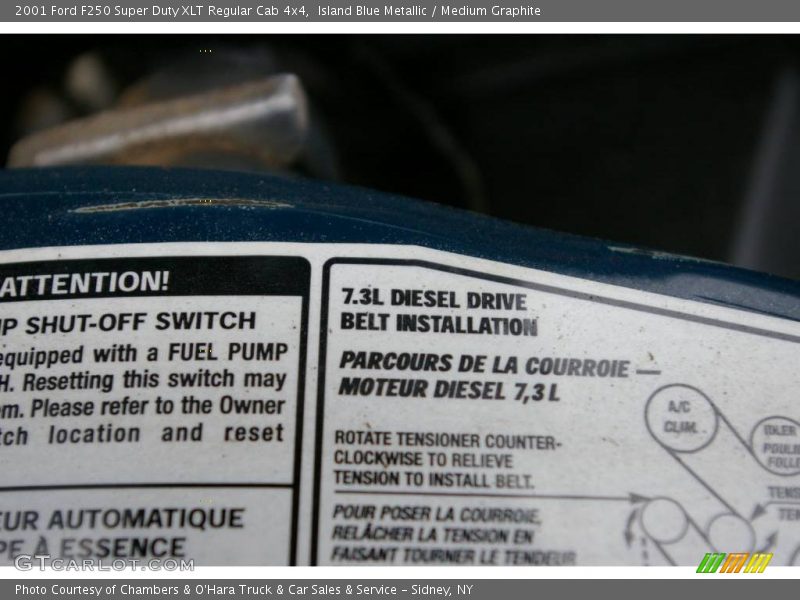 2001 Ford F250 Super Duty XLT Regular Cab 4x4,  Island Blue Metallic / Medium Graphite
ATTENTION!
SHUT-OFF SWITCH
equipped with a FUEL PUMP
Resetting this switch may
Please refer to the Owner
location and reset
AUTOMATIQUE
À ESSENCE
7.3L DIESEL DRIVE
BELT INSTALLATION
PARCOURS DE LA COURROIE —
MOTEUR DIESEL 7,3 L
ROTATE TENSIONER COUNTER-
CLOCKWISE TO RELIEVE
TENSION TO INSTALL BELT.
POUR POSER LA COURROIE,
RELÂCHER LA TENSION EN
FAISANT TOURNER LE TENDEUR
A/C
CLIM.
IDLER
GTCARLOT.COM
Photo Courtesy of Chambers & O'Hara Truck & Car Sales & Service – Sidney, NY